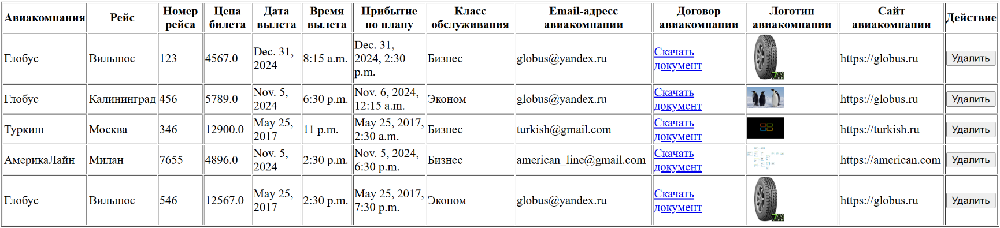 Авиакомпания Рейс Номер рейса Цена билета Дата вылета Время вылета Прибытие по плану Класс обслуживания Email-адресс авиакомпании Договор авиакомпании Логотип авиакомпании Сайт авиакомпании Действие
Глобус Вильнюс 123 4567.0 Dec. 31, 2024 8:15 a.m. Dec. 31, 2024, 2:30 p.m. Бизнес globus@yandex.ru Скачать документ https://globus.ru Удалить
Глобус Калининград 456 5789.0 Nov. 5, 2024 6:30 p.m. Nov. 6, 2024, 12:15 a.m. Эконом globus@yandex.ru Скачать документ https://globus.ru Удалить
Туркиш Москва 346 12900.0 May 25, 2017 11 p.m. May 25, 2017, 2:30 a.m. Бизнес turkish@gmail.com Скачать документ https://turkish.ru Удалить
АмерикаЛайн Милан 7655 4896.0 Nov. 5, 2024 2:30 p.m. Nov. 5, 2024, 6:30 p.m. Бизнес american_line@gmail.com Скачать документ https://american.com Удалить
Глобус Вильнюс 546 12567.0 May 25, 2017 2:30 p.m. May 25, 2017, 7:30 p.m. Эконом globus@yandex.ru Скачать документ https://globus.ru Удалить